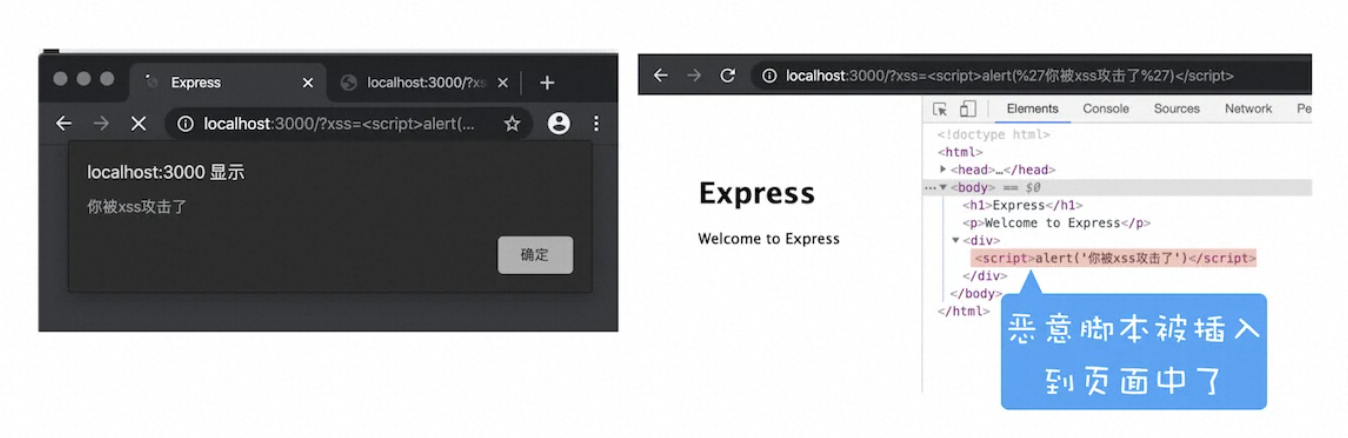 Express
localhost:3000/?xs
localhost:3000/?xss=<script>alert(...
localhost:3000 显示
你被xss攻击了
确定
localhost:3000/?xss=<script>alert(%27你被xss攻击了%27)</script>
Elements Console Sources Network Pe
Express
Welcome to Express
<!doctype html>
<html>
<head>…</head>
<body> == $0
<h1>Express</h1>
<p>Welcome to Express</p>
<div>
<script>alert('你被xss攻击了')</script>
</div>
</body>
</html>
恶意脚本被插入
到页面中了